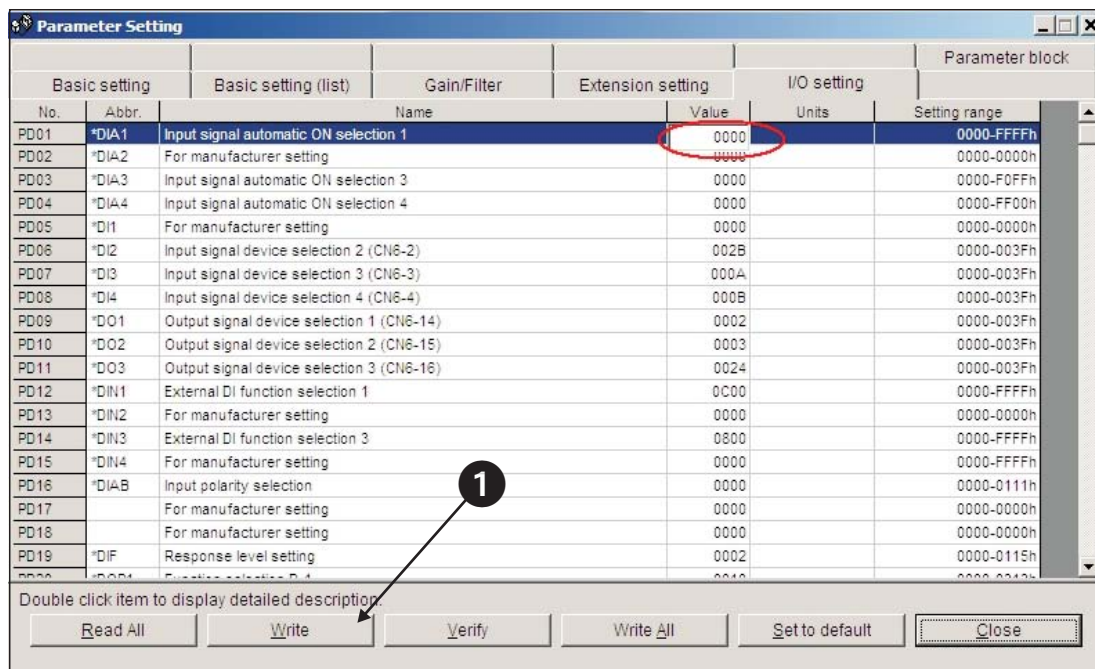 Parameter Setting
Parameter block
Basic setting Basic setting (list) Gain/Filter Extension setting I/O setting
No. Abbr. Name Value Units Setting range
PD01 *DIA1 Input signal automatic ON selection 1 0000 0000-FFFFh
PD02 *DIA2 For manufacturer setting 0000 0000-0000h
PD03 *DIA3 Input signal automatic ON selection 3 0000 0000-F0FFh
PD04 *DIA4 Input signal automatic ON selection 4 0000 0000-FF00h
PD05 *DI1 For manufacturer setting 0000 0000-0000h
PD06 *DI2 Input signal device selection 2 (CN6-2) 002B 0000-003Fh
PD07 *DI3 Input signal device selection 3 (CN6-3) 000A 0000-003Fh
PD08 *DI4 Input signal device selection 4 (CN6-4) 000B 0000-003Fh
PD09 *DO1 Output signal device selection 1 (CN6-14) 0002 0000-003Fh
PD10 *DO2 Output signal device selection 2 (CN6-15) 0003 0000-003Fh
PD11 *DO3 Output signal device selection 3 (CN6-16) 0024 0000-003Fh
PD12 *DIN1 External DI function selection 1 0C00 0000-FFFFh
PD13 *DIN2 For manufacturer setting 0000 0000-0000h
PD14 *DIN3 External DI function selection 3 0800 0000-FFFFh
PD15 *DIN4 For manufacturer setting 0000 0000-FFFFh
PD16 *DIAB Input polarity selection 0000 0000-0111h
PD17 For manufacturer setting 0000 0000-0000h
PD18 For manufacturer setting 0000 0000-0000h
PD19 *DIF Response level setting 0002 0000-0115h
1
Double click item to display detailed description.
Read All Write Verify Write All Set to default Close